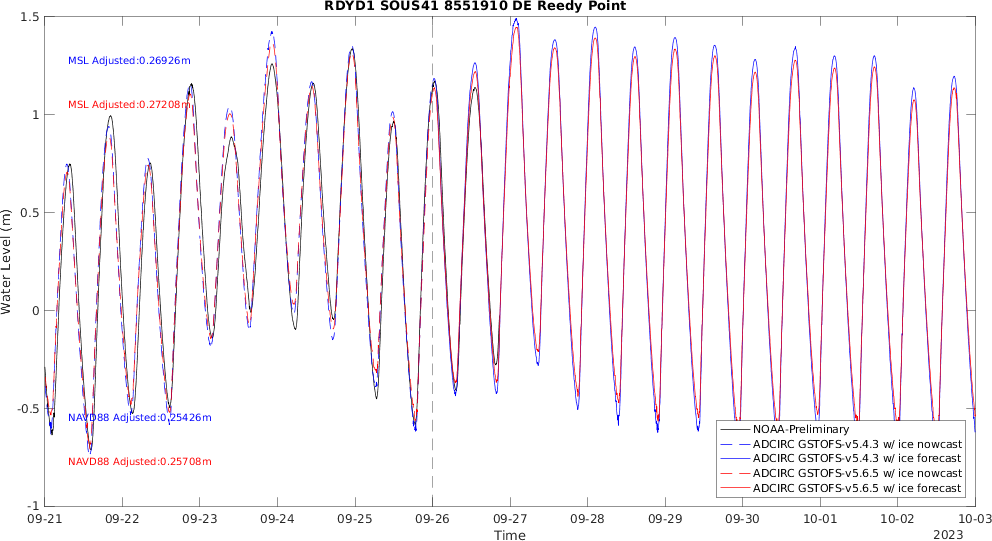 RDYD1 SOUS41 8551910 DE Reedy Point
1.5
1
0.5
0
-0.5
-1
Water Level (m)
MSL Adjusted:0.26926m
MSL Adjusted:0.27208m
NAVD88 Adjusted:0.25426m
NAVD88 Adjusted:0.25708m
NOAA-Preliminary
ADCIRC GSTOFS-v5.4.3 w/ ice nowcast
ADCIRC GSTOFS-v5.4.3 w/ ice forecast
ADCIRC GSTOFS-v5.6.5 w/ ice nowcast
ADCIRC GSTOFS-v5.6.5 w/ ice forecast
09-21 09-22 09-23 09-24 09-25 09-26 09-27 09-28 09-29 09-30 10-01 10-02 10-03
Time
2023